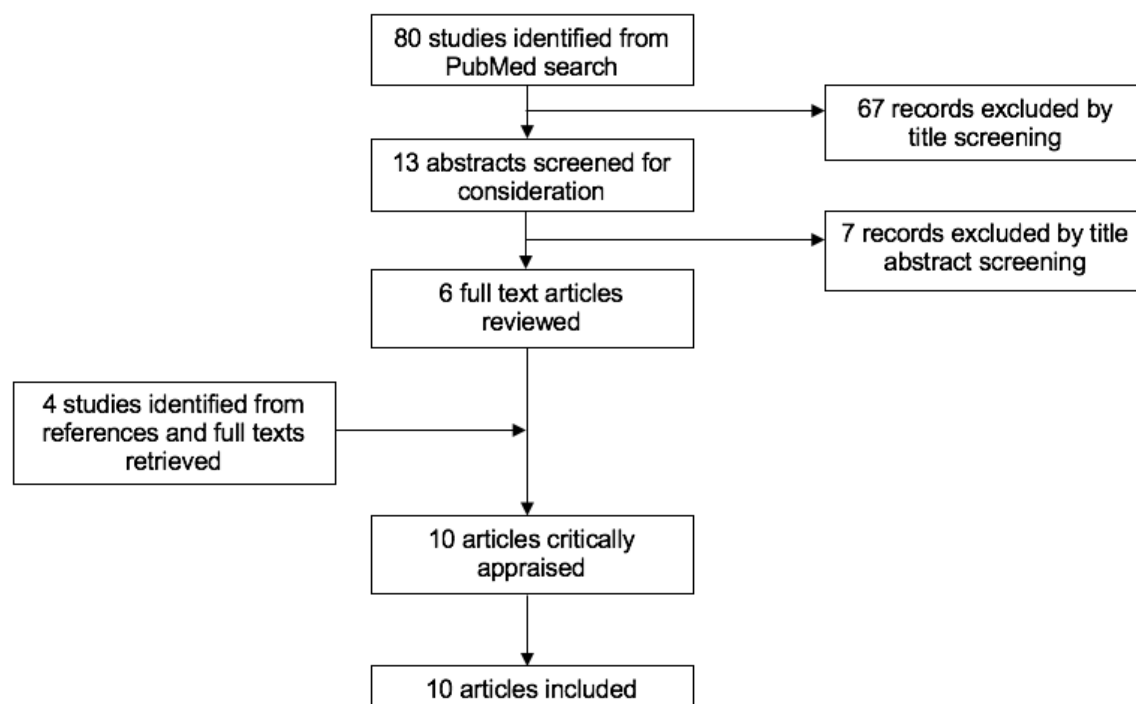 80 studies identified from
PubMed search
67 records excluded by
title screening
13 abstracts screened for
consideration
7 records excluded by title
abstract screening
6 full text articles
reviewed
4 studies identified from
references and full texts
retrieved
10 articles critically
appraised
10 articles included